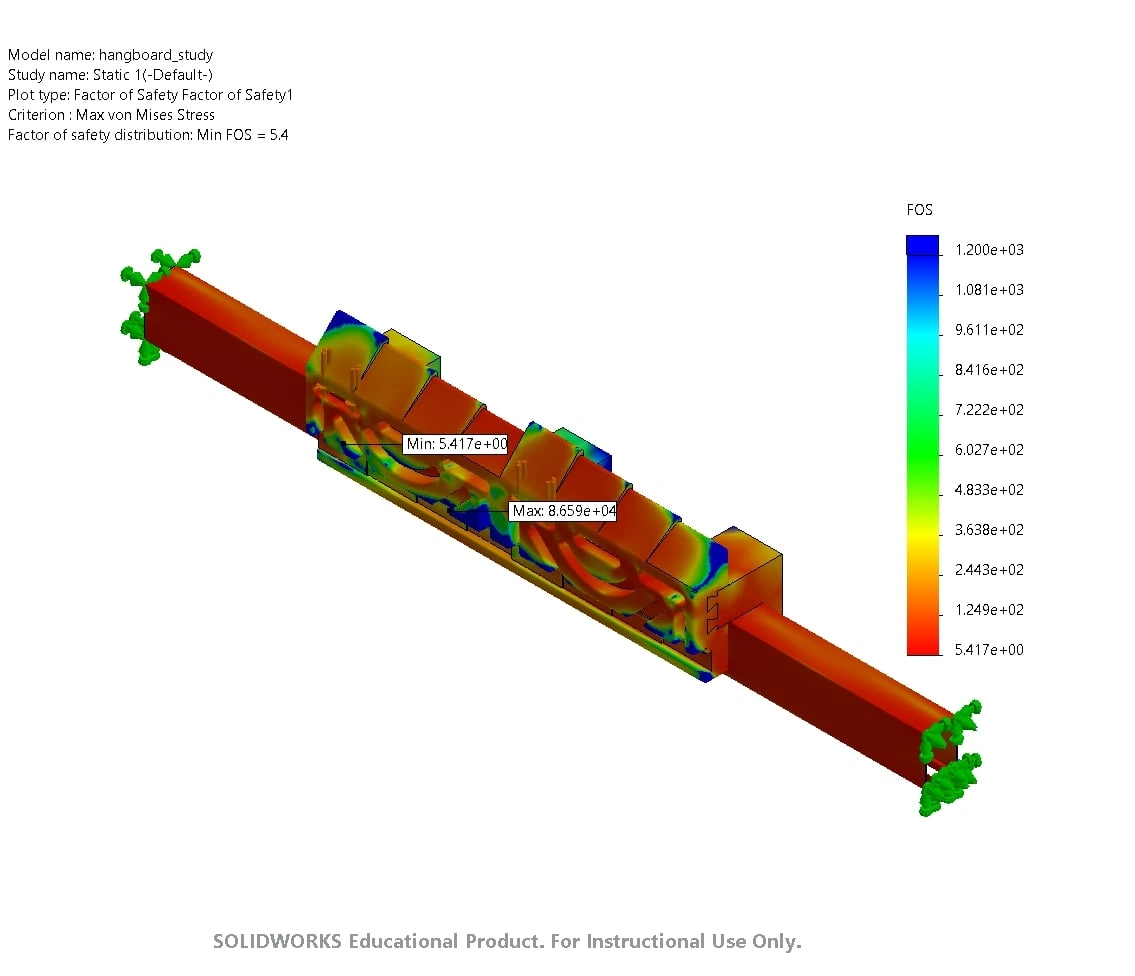 Model name: hangboard_study
Study name: Static 1(-Default-)
Plot type: Factor of Safety Factor of Safety1
Criterion : Max von Mises Stress
Factor of safety distribution: Min FOS = 5.4
FOS
1.200e+03
1.081e+03
9.611e+02
8.416e+02
7.222e+02
6.027e+02
4.833e+02
3.638e+02
2.443e+02
1.249e+02
5.417e+00
Min: 5.417e+00
Max: 8.659e+04
SOLIDWORKS Educational Product. For Instructional Use Only.